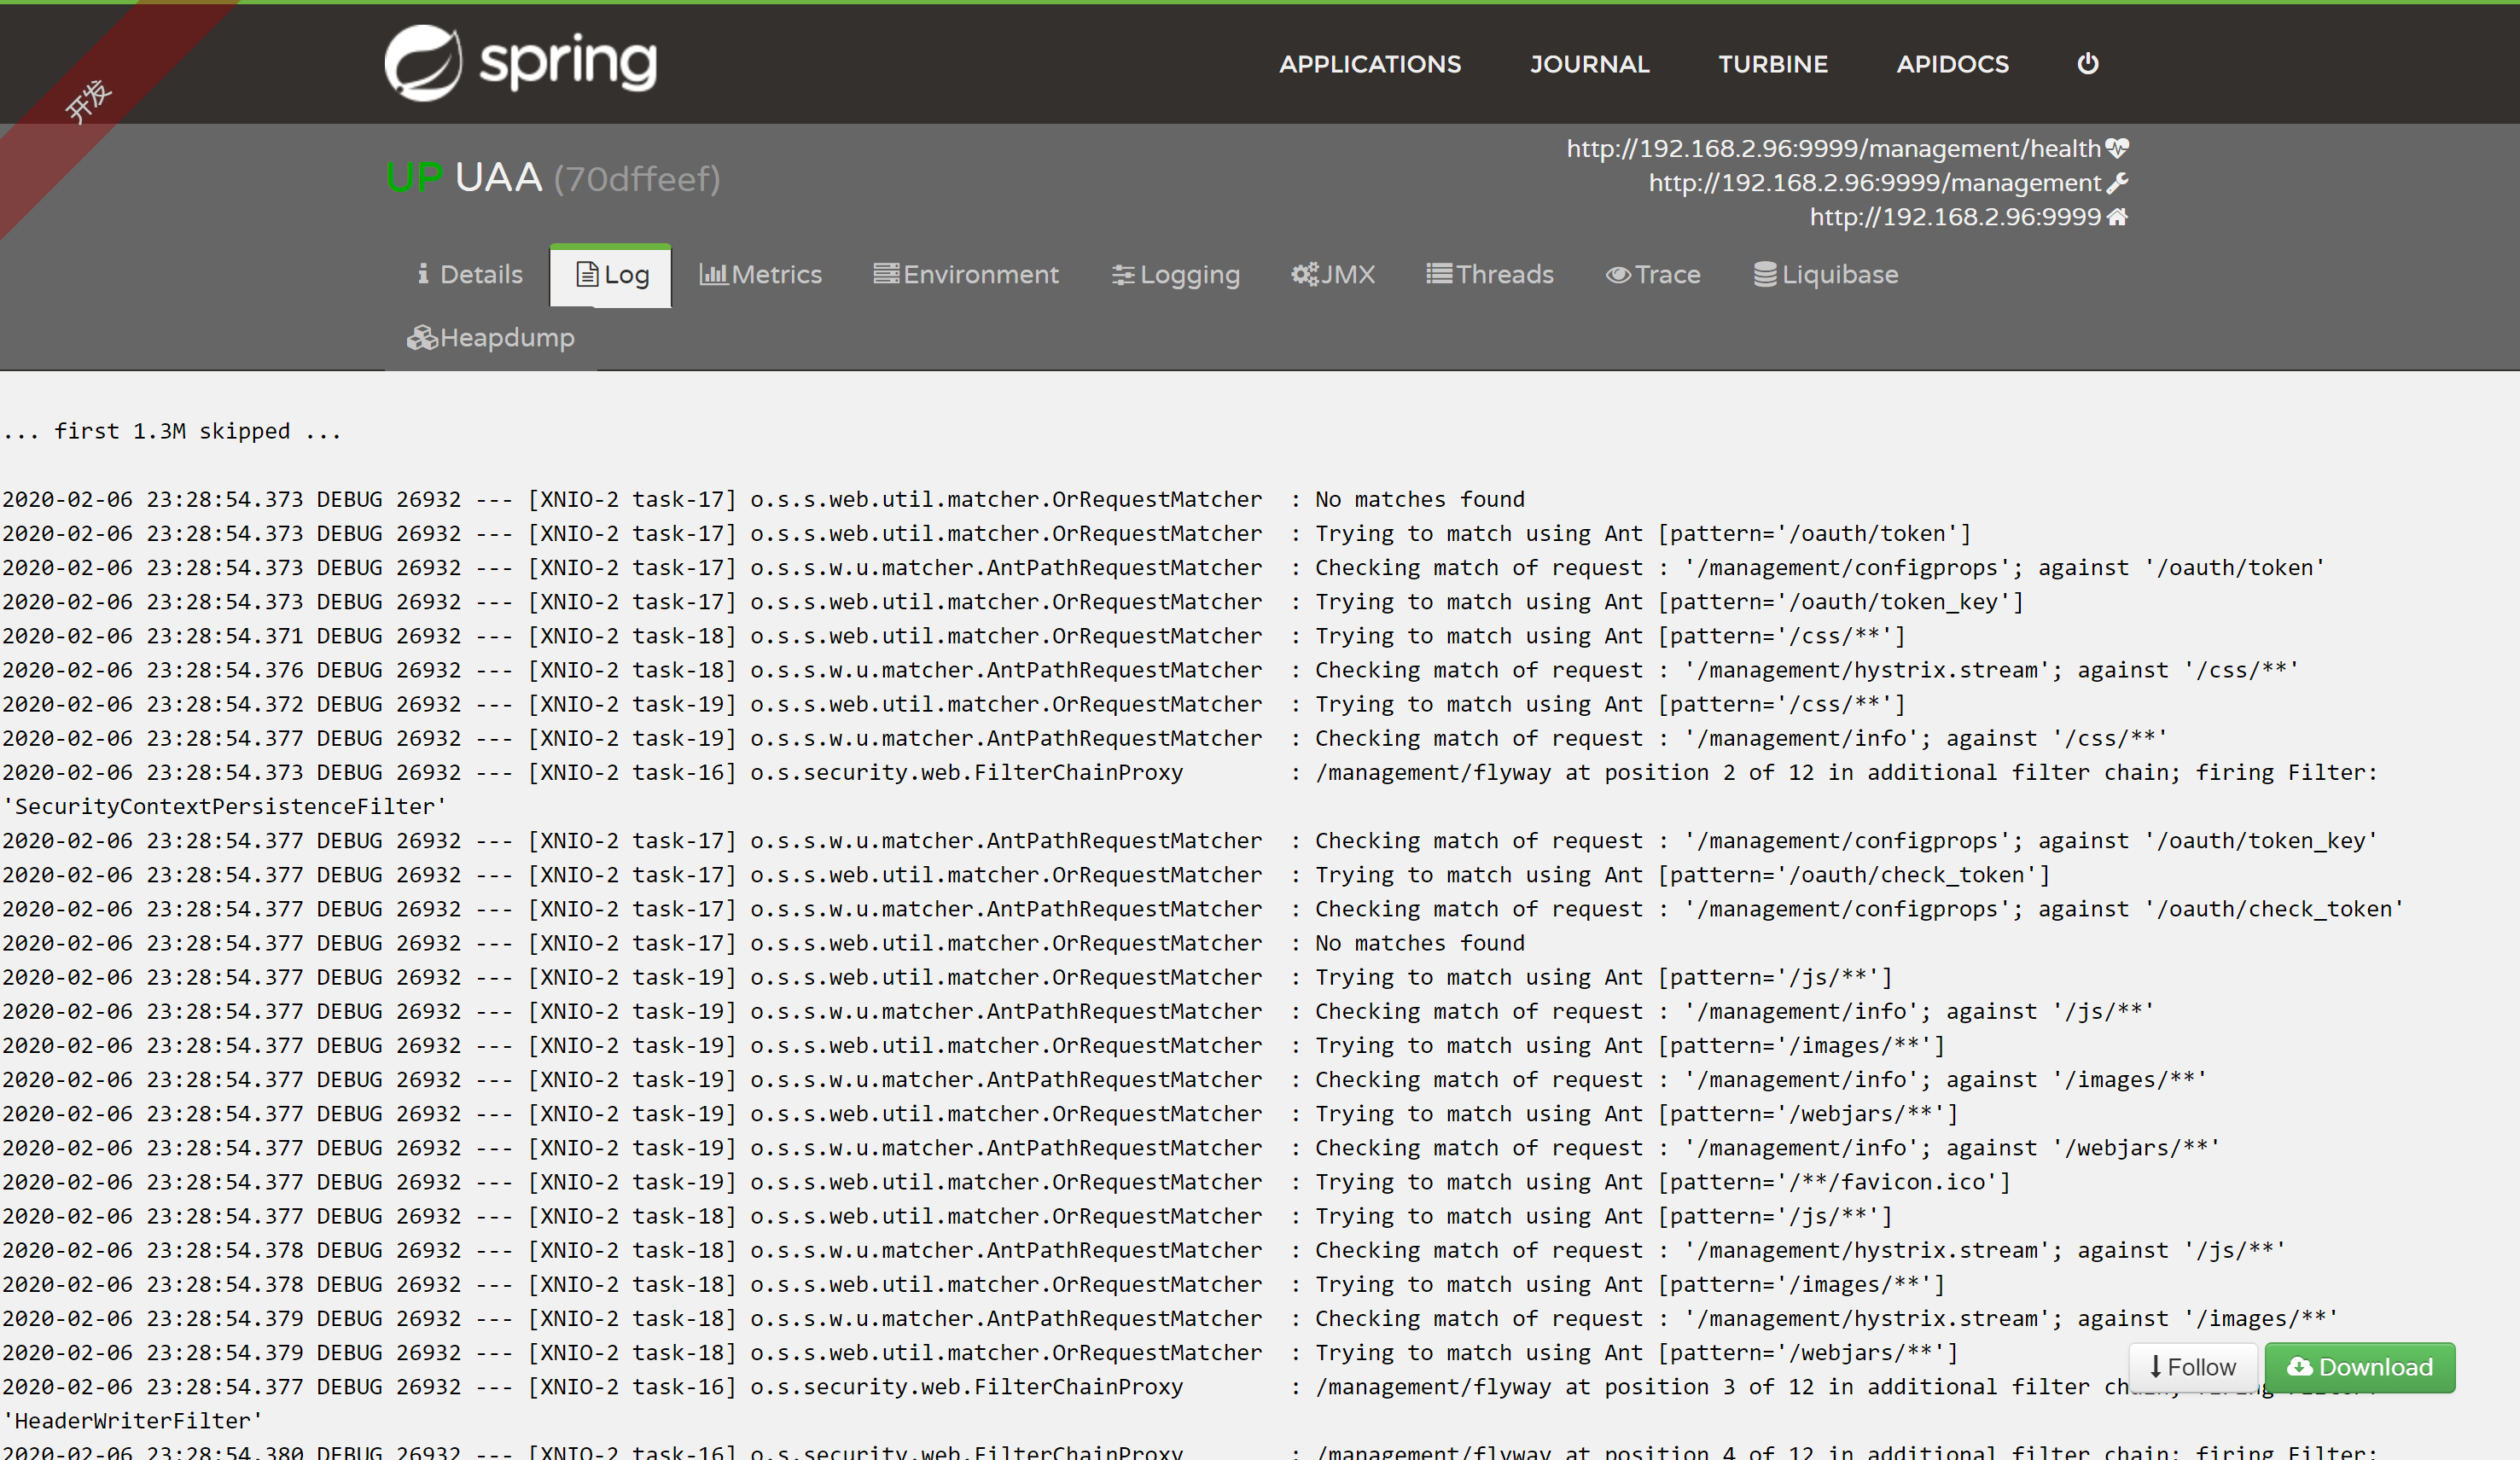 开发
spring
APPLICATIONS JOURNAL TURBINE APIDOCS
UP UAA (70dffeef)
http://192.168.2.96:9999/management/health
http://192.168.2.96:9999/management
http://192.168.2.96:9999
Details Log Metrics Environment Logging JMX Threads Trace Liquibase
Heapdump
... first 1.3M skipped ...
2020-02-06 23:28:54.373 DEBUG 26932 --- [XNIO-2 task-17] o.s.s.web.util.matcher.OrRequestMatcher  : No matches found
2020-02-06 23:28:54.373 DEBUG 26932 --- [XNIO-2 task-17] o.s.s.web.util.matcher.OrRequestMatcher  : Trying to match using Ant [pattern='/oauth/token']
2020-02-06 23:28:54.373 DEBUG 26932 --- [XNIO-2 task-17] o.s.s.w.u.matcher.AntPathRequestMatcher  : Checking match of request : '/management/configprops'; against '/oauth/token'
2020-02-06 23:28:54.373 DEBUG 26932 --- [XNIO-2 task-17] o.s.s.web.util.matcher.OrRequestMatcher  : Trying to match using Ant [pattern='/oauth/token_key']
2020-02-06 23:28:54.371 DEBUG 26932 --- [XNIO-2 task-18] o.s.s.web.util.matcher.OrRequestMatcher  : Trying to match using Ant [pattern='/css/**']
2020-02-06 23:28:54.376 DEBUG 26932 --- [XNIO-2 task-18] o.s.s.w.u.matcher.AntPathRequestMatcher  : Checking match of request : '/management/hystrix.stream'; against '/css/**'
2020-02-06 23:28:54.372 DEBUG 26932 --- [XNIO-2 task-19] o.s.s.web.util.matcher.OrRequestMatcher  : Trying to match using Ant [pattern='/css/**']
2020-02-06 23:28:54.377 DEBUG 26932 --- [XNIO-2 task-19] o.s.s.w.u.matcher.AntPathRequestMatcher  : Checking match of request : '/management/info'; against '/css/**'
2020-02-06 23:28:54.373 DEBUG 26932 --- [XNIO-2 task-16] o.s.security.web.FilterChainProxy        : /management/flyway at position 2 of 12 in additional filter chain; firing Filter:
'SecurityContextPersistenceFilter'
2020-02-06 23:28:54.377 DEBUG 26932 --- [XNIO-2 task-17] o.s.s.w.u.matcher.AntPathRequestMatcher  : Checking match of request : '/management/configprops'; against '/oauth/token_key'
2020-02-06 23:28:54.377 DEBUG 26932 --- [XNIO-2 task-17] o.s.s.web.util.matcher.OrRequestMatcher  : Trying to match using Ant [pattern='/oauth/check_token']
2020-02-06 23:28:54.377 DEBUG 26932 --- [XNIO-2 task-17] o.s.s.w.u.matcher.AntPathRequestMatcher  : Checking match of request : '/management/configprops'; against '/oauth/check_token'
2020-02-06 23:28:54.377 DEBUG 26932 --- [XNIO-2 task-17] o.s.s.web.util.matcher.OrRequestMatcher  : No matches found
2020-02-06 23:28:54.377 DEBUG 26932 --- [XNIO-2 task-19] o.s.s.web.util.matcher.OrRequestMatcher  : Trying to match using Ant [pattern='/js/**']
2020-02-06 23:28:54.377 DEBUG 26932 --- [XNIO-2 task-19] o.s.s.w.u.matcher.AntPathRequestMatcher  : Checking match of request : '/management/info'; against '/js/**'
2020-02-06 23:28:54.377 DEBUG 26932 --- [XNIO-2 task-19] o.s.s.web.util.matcher.OrRequestMatcher  : Trying to match using Ant [pattern='/images/**']
2020-02-06 23:28:54.377 DEBUG 26932 --- [XNIO-2 task-19] o.s.s.w.u.matcher.AntPathRequestMatcher  : Checking match of request : '/management/info'; against '/images/**'
2020-02-06 23:28:54.377 DEBUG 26932 --- [XNIO-2 task-19] o.s.s.web.util.matcher.OrRequestMatcher  : Trying to match using Ant [pattern='/webjars/**']
2020-02-06 23:28:54.377 DEBUG 26932 --- [XNIO-2 task-19] o.s.s.w.u.matcher.AntPathRequestMatcher  : Checking match of request : '/management/info'; against '/webjars/**'
2020-02-06 23:28:54.377 DEBUG 26932 --- [XNIO-2 task-19] o.s.s.web.util.matcher.OrRequestMatcher  : Trying to match using Ant [pattern='/**/favicon.ico']
2020-02-06 23:28:54.377 DEBUG 26932 --- [XNIO-2 task-18] o.s.s.web.util.matcher.OrRequestMatcher  : Trying to match using Ant [pattern='/js/**']
2020-02-06 23:28:54.378 DEBUG 26932 --- [XNIO-2 task-18] o.s.s.w.u.matcher.AntPathRequestMatcher  : Checking match of request : '/management/hystrix.stream'; against '/js/**'
2020-02-06 23:28:54.378 DEBUG 26932 --- [XNIO-2 task-18] o.s.s.web.util.matcher.OrRequestMatcher  : Trying to match using Ant [pattern='/images/**']
2020-02-06 23:28:54.379 DEBUG 26932 --- [XNIO-2 task-18] o.s.s.w.u.matcher.AntPathRequestMatcher  : Checking match of request : '/management/hystrix.stream'; against '/images/**'
2020-02-06 23:28:54.379 DEBUG 26932 --- [XNIO-2 task-18] o.s.s.web.util.matcher.OrRequestMatcher  : Trying to match using Ant [pattern='/webjars/**']
Follow Download
2020-02-06 23:28:54.377 DEBUG 26932 --- [XNIO-2 task-16] o.s.security.web.FilterChainProxy        : /management/flyway at position 3 of 12 in additional filter
'HeaderWriterFilter'
2020-02-06 23:28:54.380 DEBUG 26932 --- [XNIO-2 task-16] o.s.security.web.FilterChainProxy        : /management/flyway at position 4 of 12 in additional filter chain; firing Filter: